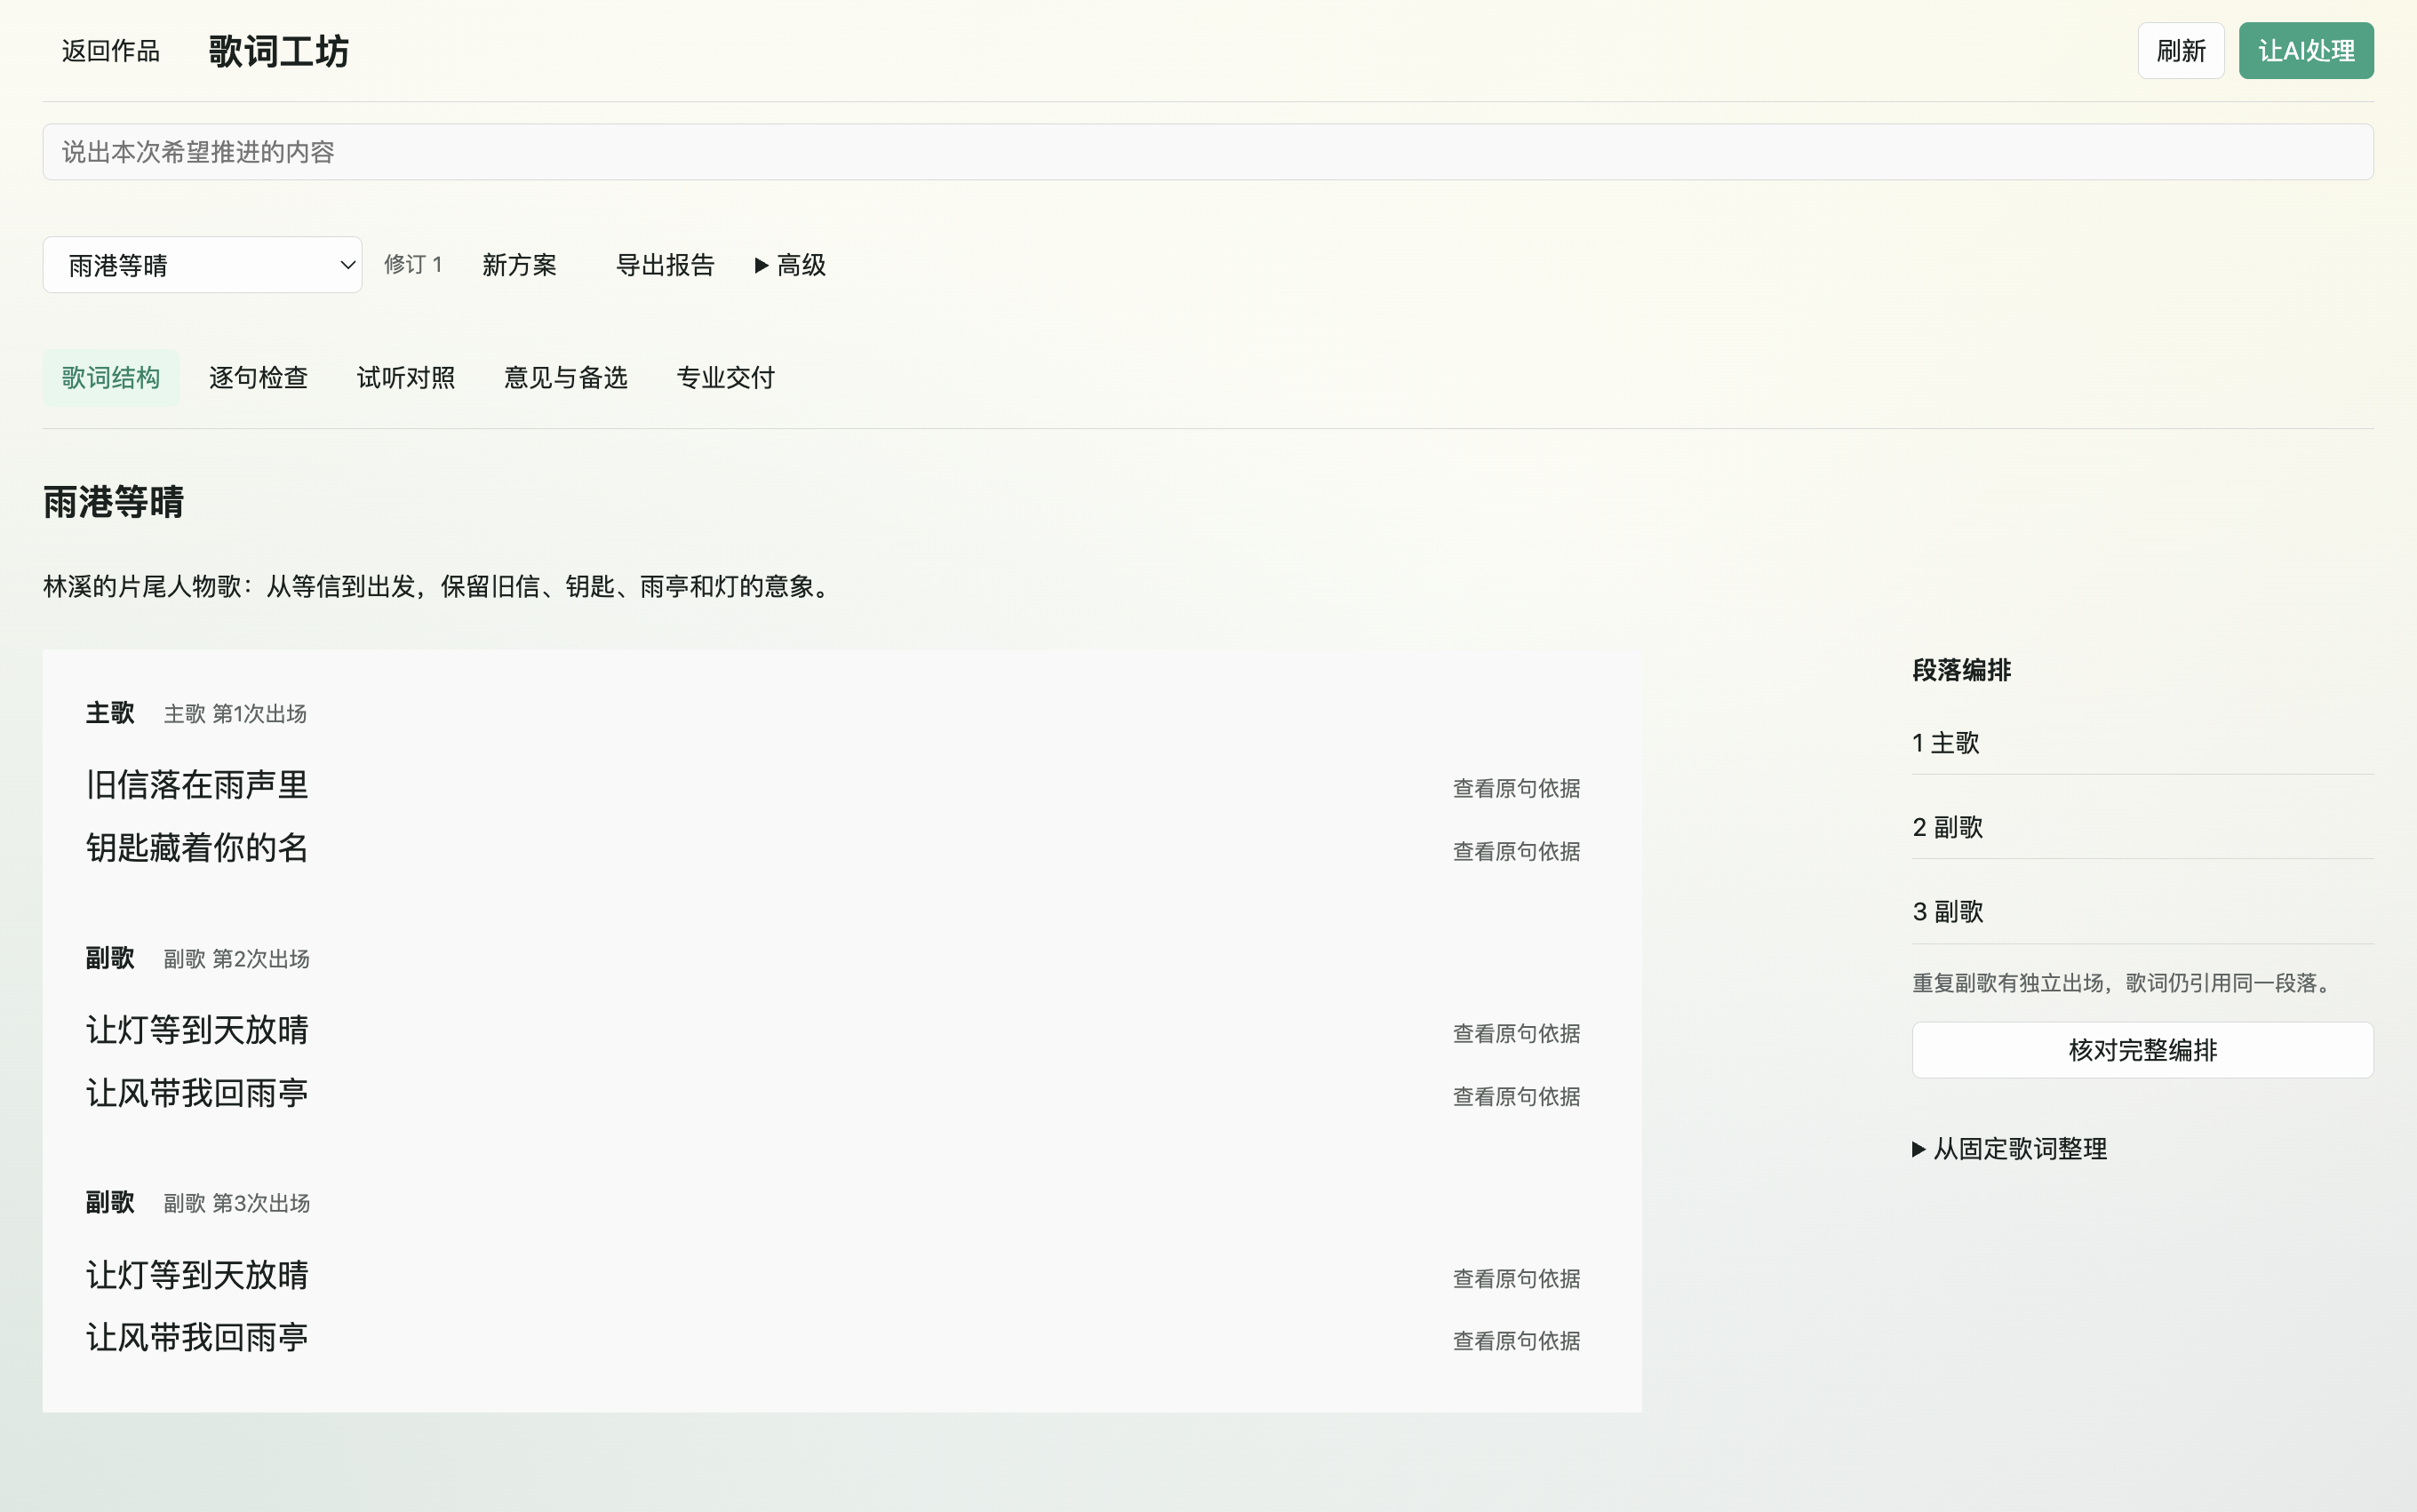 返回作品 歌词工坊 刷新 让AI处理
说出本次希望推进的内容
雨港等晴 修订 1 新方案 导出报告 ▶ 高级
歌词结构 逐句检查 试听对照 意见与备选 专业交付
雨港等晴
林溪的片尾人物歌：从等信到出发，保留旧信、钥匙、雨亭和灯的意象。
主歌 主歌 第1次出场
旧信落在雨声里 查看原句依据
钥匙藏着你的名 查看原句依据
副歌 副歌 第2次出场
让灯等到天放晴 查看原句依据
让风带我回雨亭 查看原句依据
副歌 副歌 第3次出场
让灯等到天放晴 查看原句依据
让风带我回雨亭 查看原句依据
段落编排
1 主歌
2 副歌
3 副歌
重复副歌有独立出场，歌词仍引用同一段落。
核对完整编排
▶ 从固定歌词整理